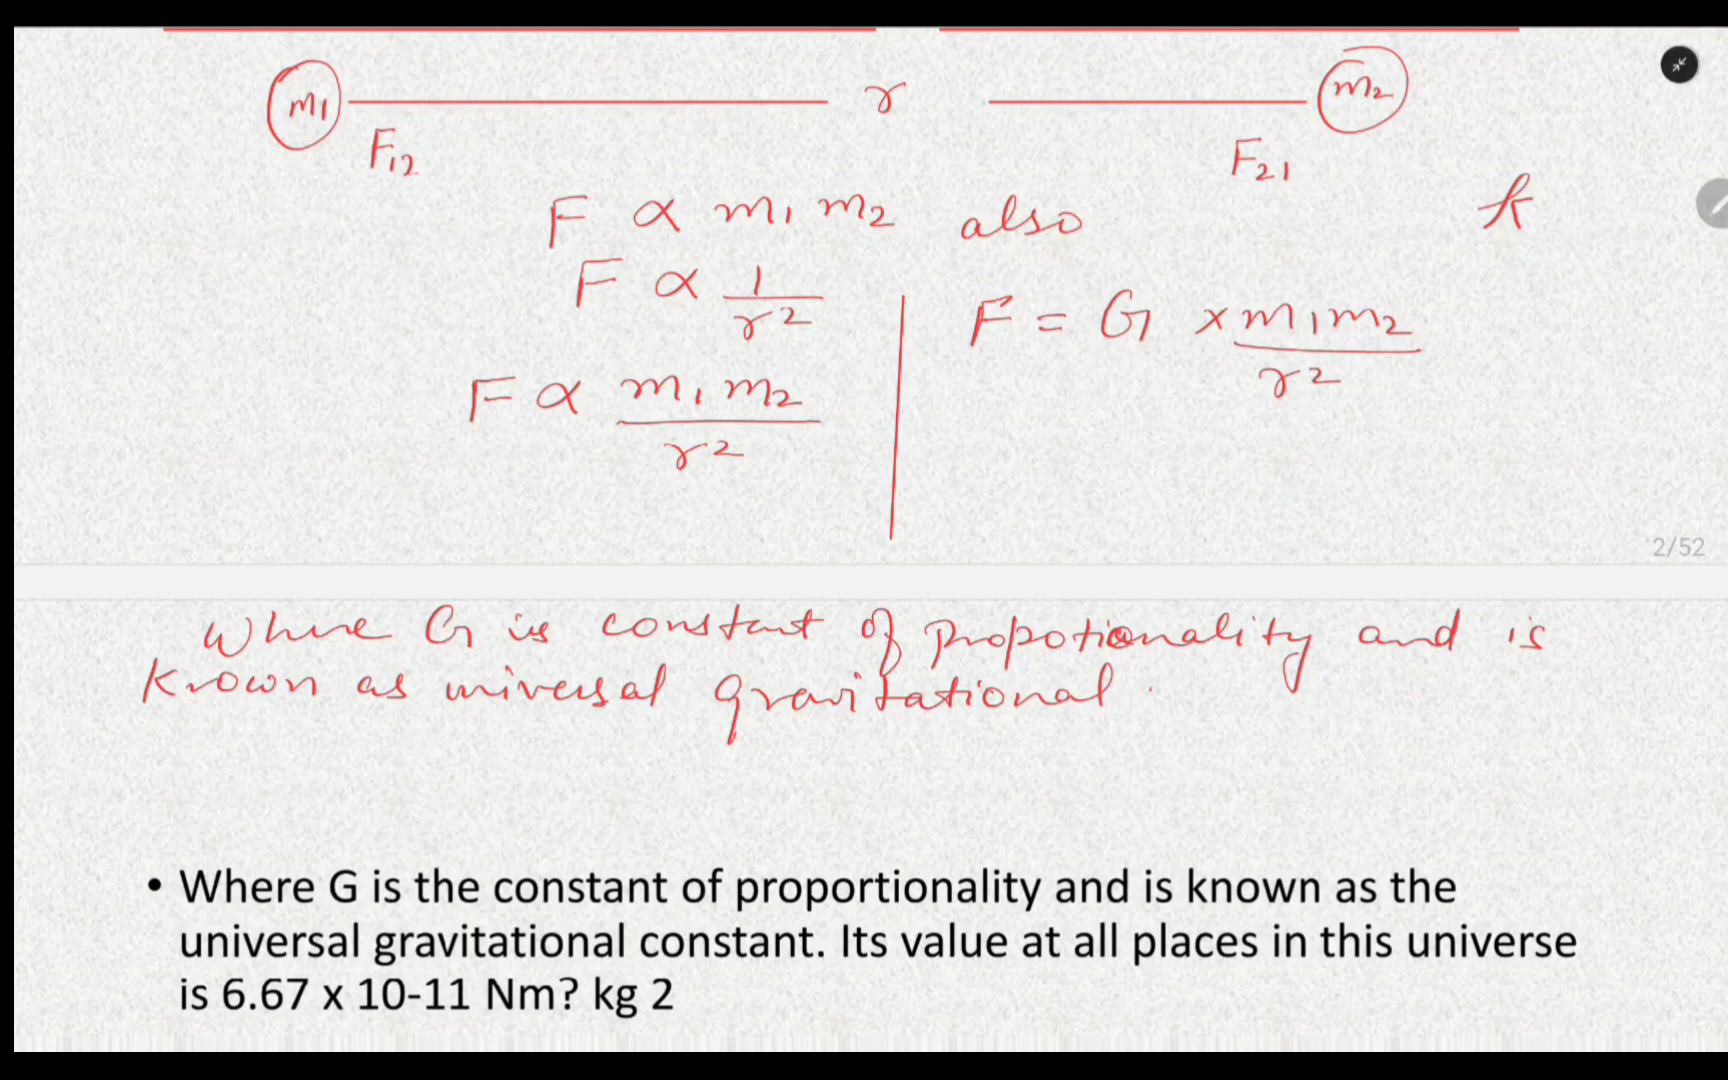 m1 r m2
F12 F21
F ∝ m1 m2 also k
F ∝ 1/r2
F = G × m1m2/r2
F ∝ m1 m2/r2
2/52
Where G is constant of propotionality and is
Known as universal gravitational.
• Where G is the constant of proportionality and is known as the
universal gravitational constant. Its value at all places in this universe
is 6.67 x 10-11 Nm? kg 2